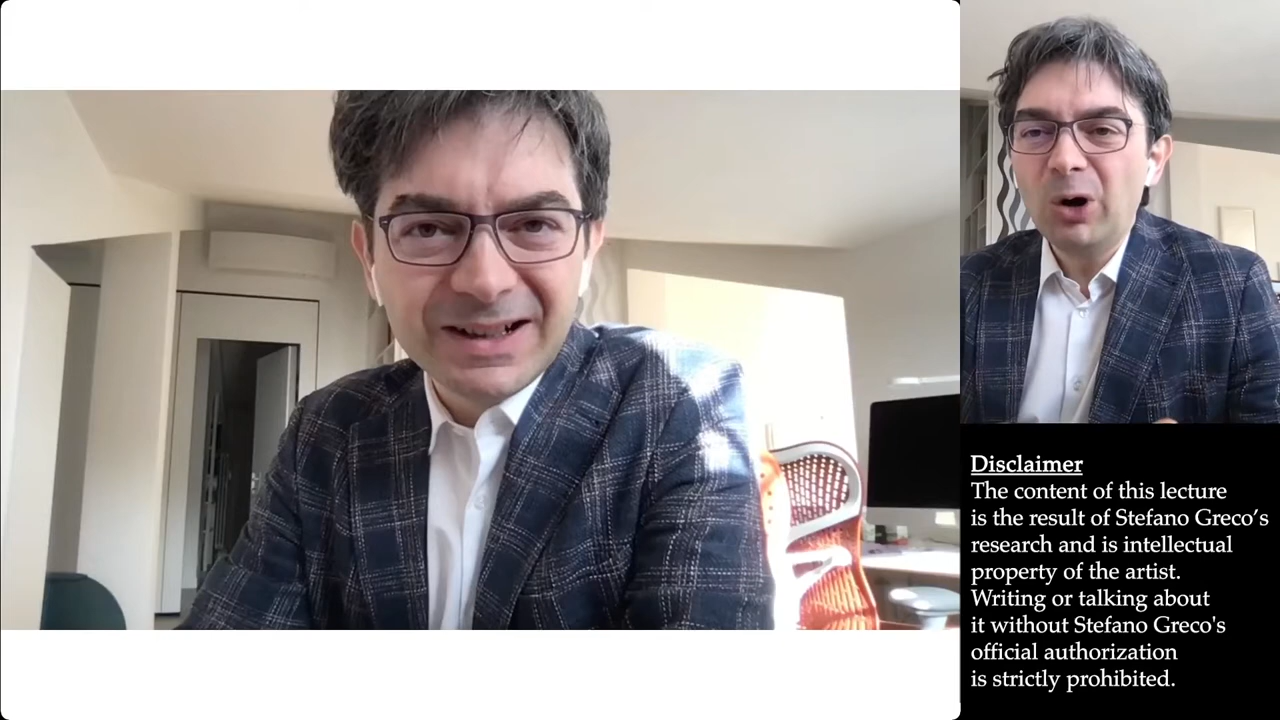 Disclaimer
The content of this lecture
is the result of Stefano Greco’s
research and is intellectual
property of the artist.
Writing or talking about
it without Stefano Greco's
official authorization
is strictly prohibited.